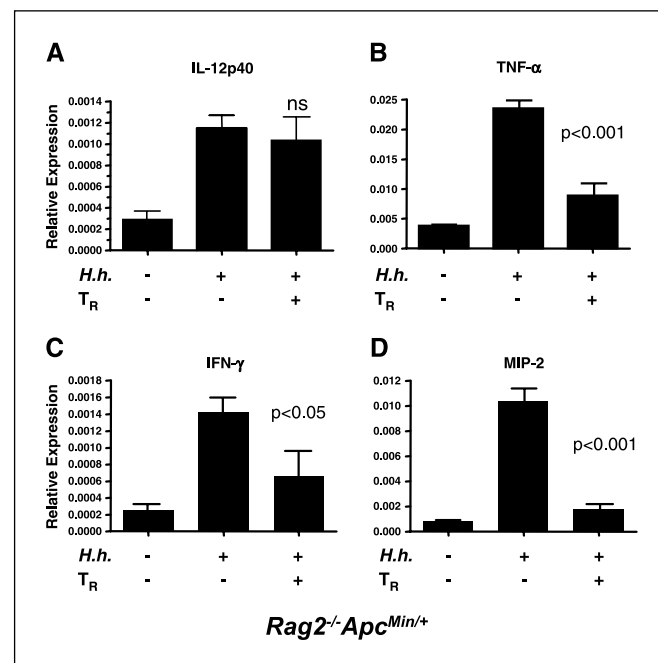 A
IL-12p40
Relative Expression
0.0014
0.0012
0.0010
0.0008
0.0006
0.0004
0.0002
0.0000
ns
H.h. - + +
TR - - +
B
TNF-α
0.025
0.020
0.015
0.010
0.005
0.000
p<0.001
H.h. - + +
TR - - +
C
IFN-γ
Relative Expression
0.0018
0.0016
0.0014
0.0012
0.0010
0.0008
0.0006
0.0004
0.0002
0.0000
p<0.05
H.h. - + +
TR - - +
D
MIP-2
0.012
0.010
0.008
0.006
0.004
0.002
0.000
p<0.001
H.h. - + +
TR - - +
Rag2-/-ApcMin/+